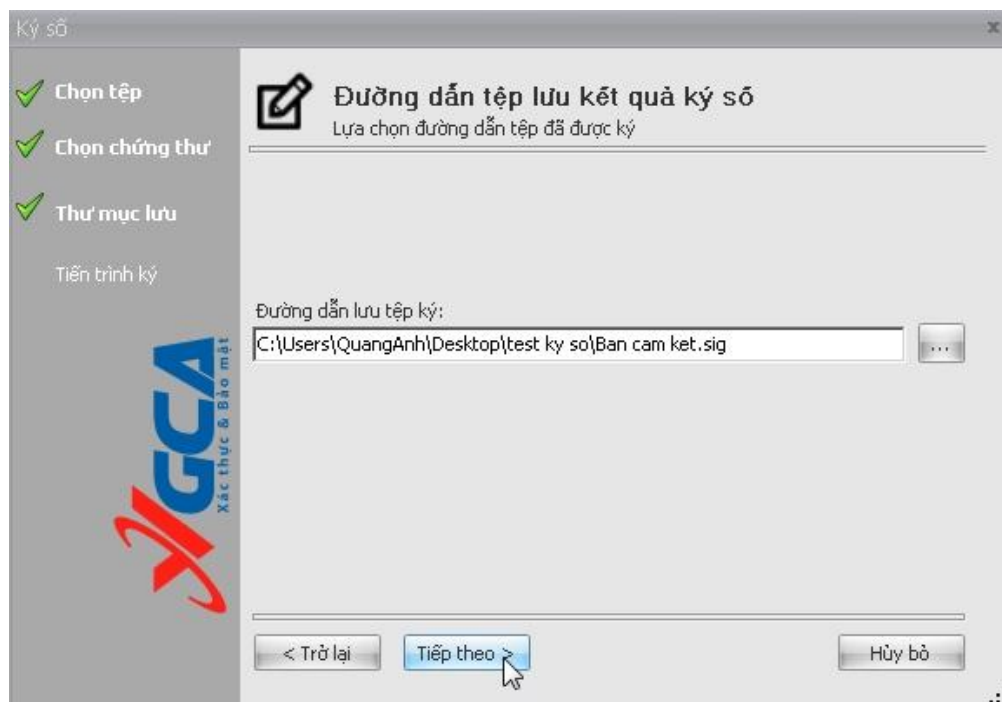 Ký số
Chọn tệp
Chọn chứng thư
Thư mục lưu
Tiến trình ký
VGCA
Xác thực & Bảo mật
Đường dẫn tệp lưu kết quả ký số
Lựa chọn đường dẫn tệp đã được ký
Đường dẫn lưu tệp ký:
C:\Users\QuangAnh\Desktop\test ky so\Ban cam ket.sig
...
< Trở lại
Tiếp theo >
Hủy bỏ